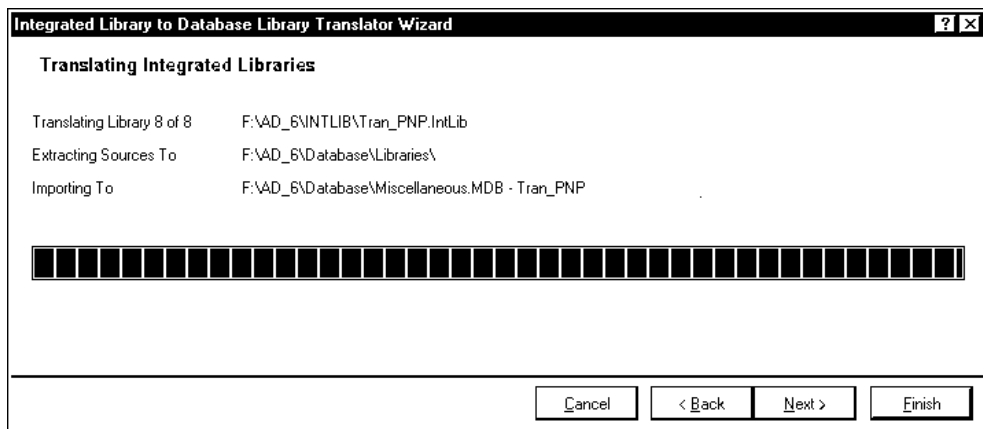 Integrated Library to Database Library Translator Wizard ? ×
Translating Integrated Libraries
Translating Library 8 of 8 F:\AD_6\INTLIB\Tran_PNP.IntLib
Extracting Sources To F:\AD_6\Database\Libraries\
Importing To F:\AD_6\Database\Miscellaneous.MDB - Tran_PNP
Cancel < Back Next > Finish